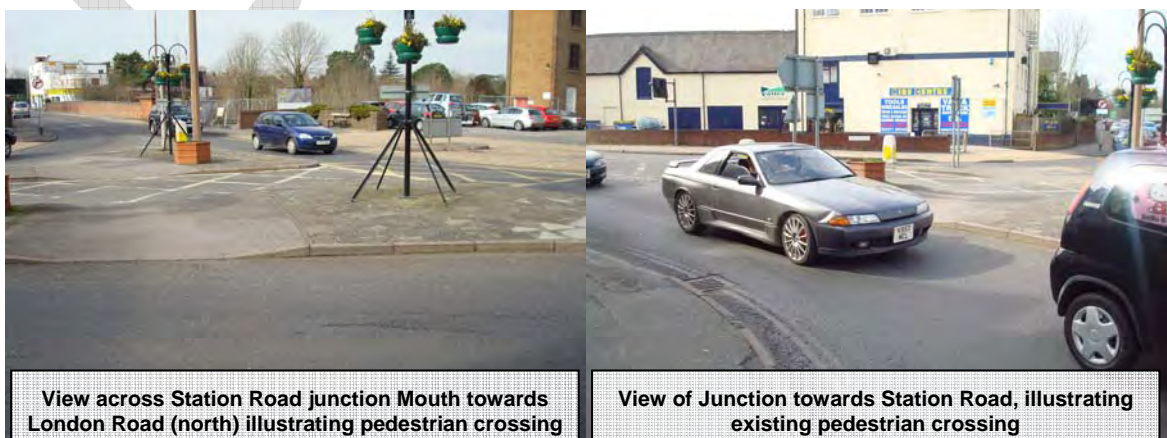 TOOLS
View across Station Road junction Mouth towards
London Road (north) illustrating pedestrian crossing
View of Junction towards Station Road, illustrating
existing pedestrian crossing